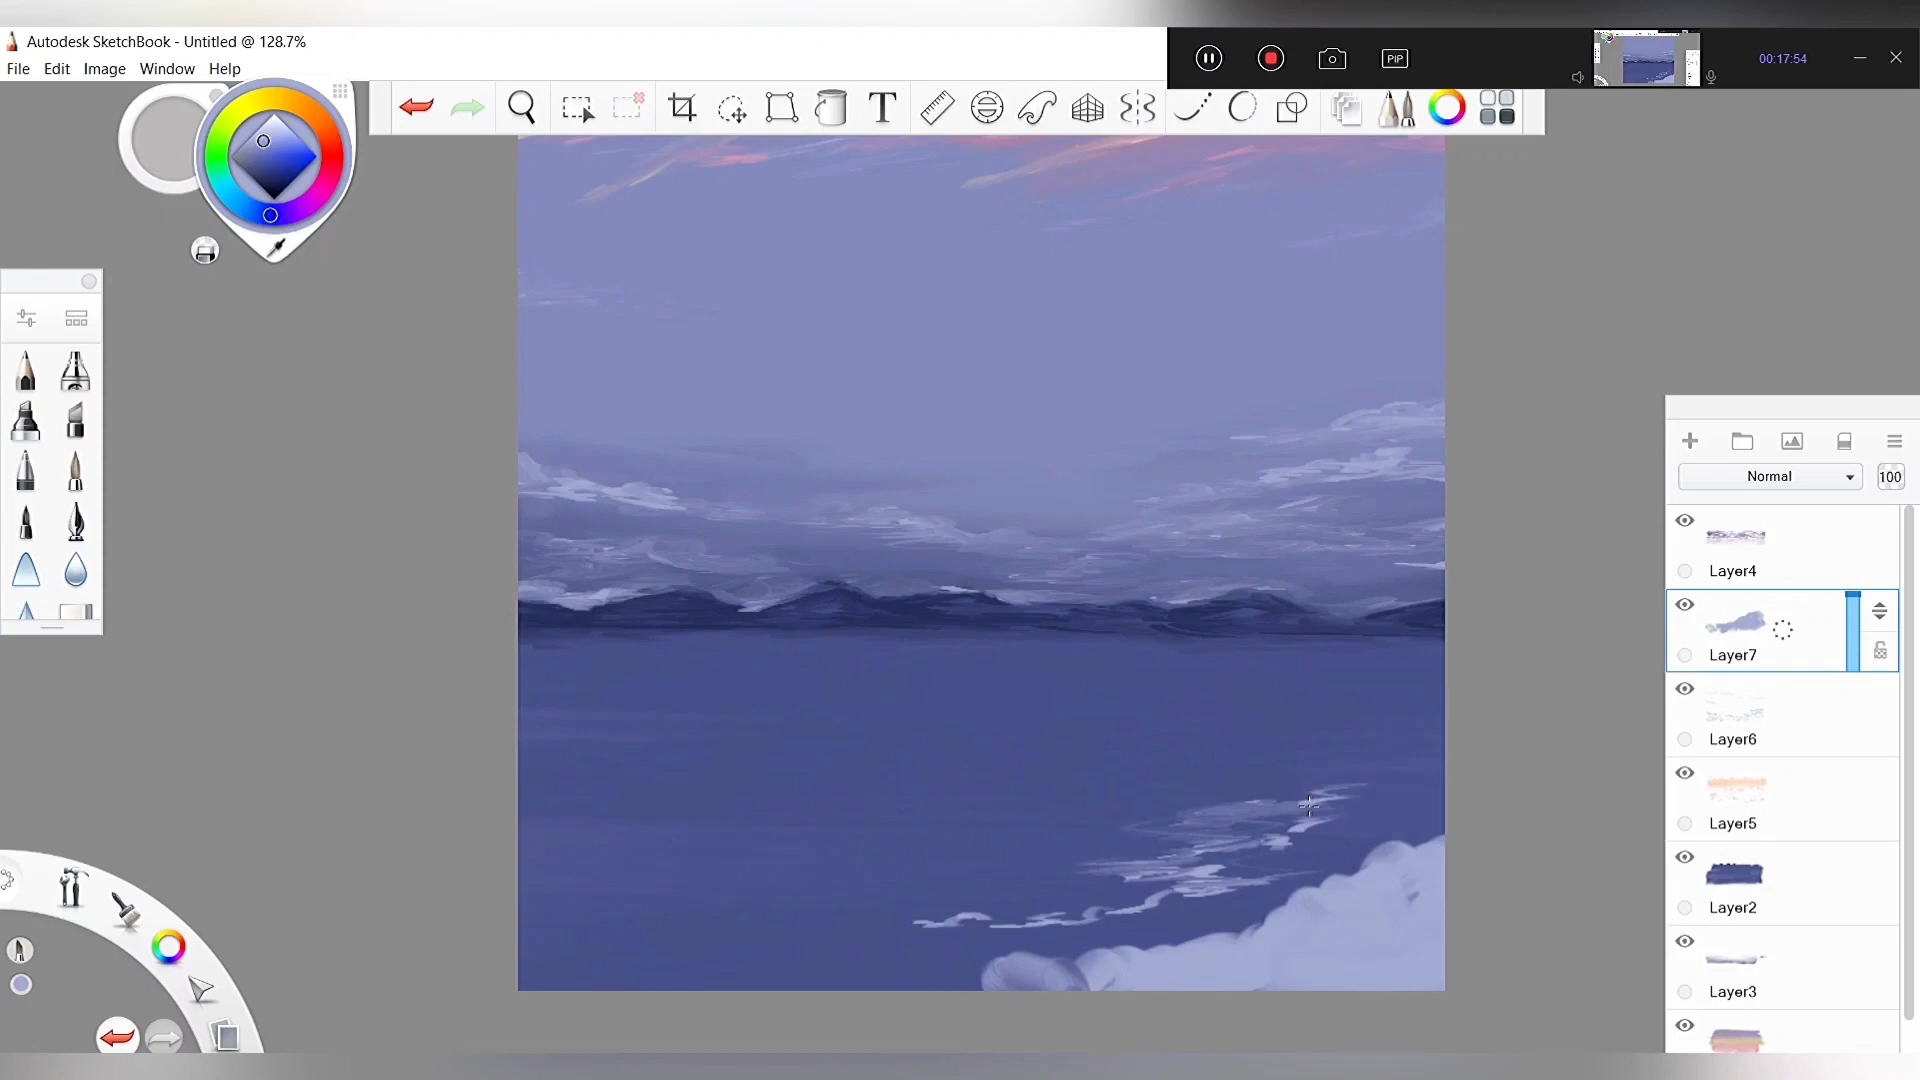 Autodesk SketchBook - Untitled @ 128.7%
File Edit Image Window Help
PIP
00:17:54
T
Normal
100
Layer4
Layer7
Layer6
Layer5
Layer2
Layer3